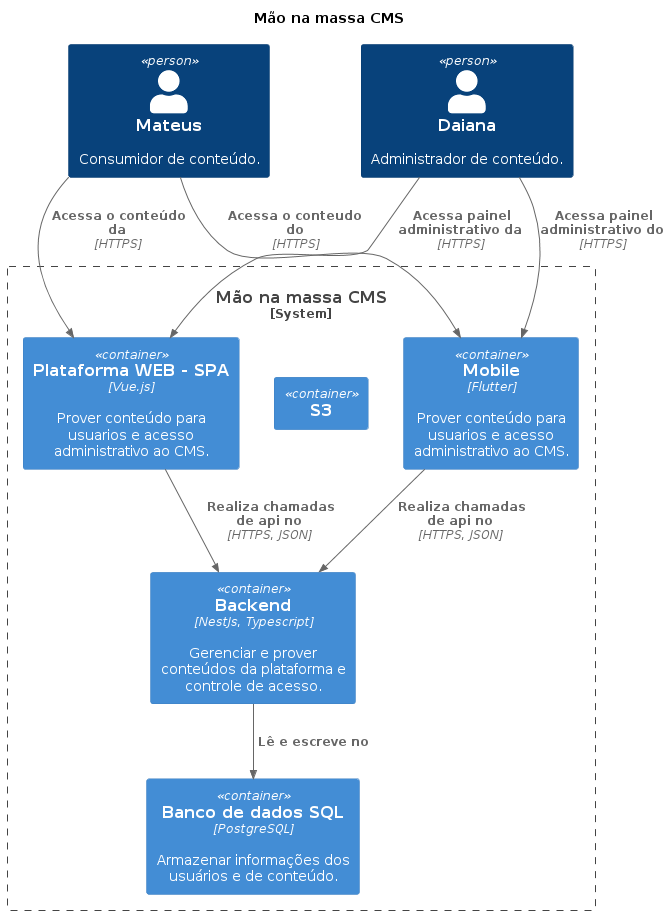 Mão na massa CMS
«person»
Mateus
Consumidor de conteúdo.
«person»
Daiana
Administrador de conteúdo.
Acessa o conteúdo
da
[HTTPS]
Acessa o conteudo
do
[HTTPS]
Acessa painel
administrativo da
[HTTPS]
Acessa painel
administrativo do
[HTTPS]
Mão na massa CMS
[System]
«container»
Plataforma WEB - SPA
[Vue.js]
Prover conteúdo para
usuarios e acesso
administrativo ao CMS.
«container»
S3
«container»
Mobile
[Flutter]
Prover conteúdo para
usuarios e acesso
administrativo ao CMS.
Realiza chamadas
de api no
[HTTPS, JSON]
Realiza chamadas
de api no
[HTTPS, JSON]
«container»
Backend
[NestJs, Typescript]
Gerenciar e prover
conteúdos da plataforma e
controle de acesso.
Lê e escreve no
«container»
Banco de dados SQL
[PostgreSQL]
Armazenar informações dos
usuários e de conteúdo.